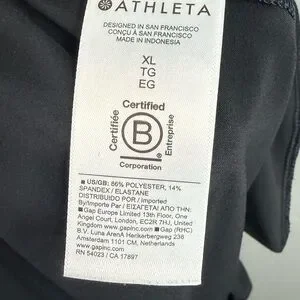 ATHLETA
DESIGNED IN SAN FRANCISCO
CONÇU À SAN FRANCISCO
MADE IN INDONESIA
XL
TG
EG
Certified
Certifiée
B
Entreprise
Corporation
■ US/GB: 86% POLYESTER, 14%
SPANDEX / ELASTANE
DISTRIBUIDO POR / Imported
By/Importé Par / ΕΙΣΑΓΕΤΑΙ ΑΠΟ ΤΗΝ:
■ Gap Europe Limited 13th Floor, One
Angel Court, London, EC2R 7HJ, United
Kingdom www.gapinc.com ■ Gap (RHC)
B.V. Luna ArenA Herikerbergweg 238
Amsterdam 1101 CM, Netherlands
www.gapinc.com
RN 54023 / CA 17897